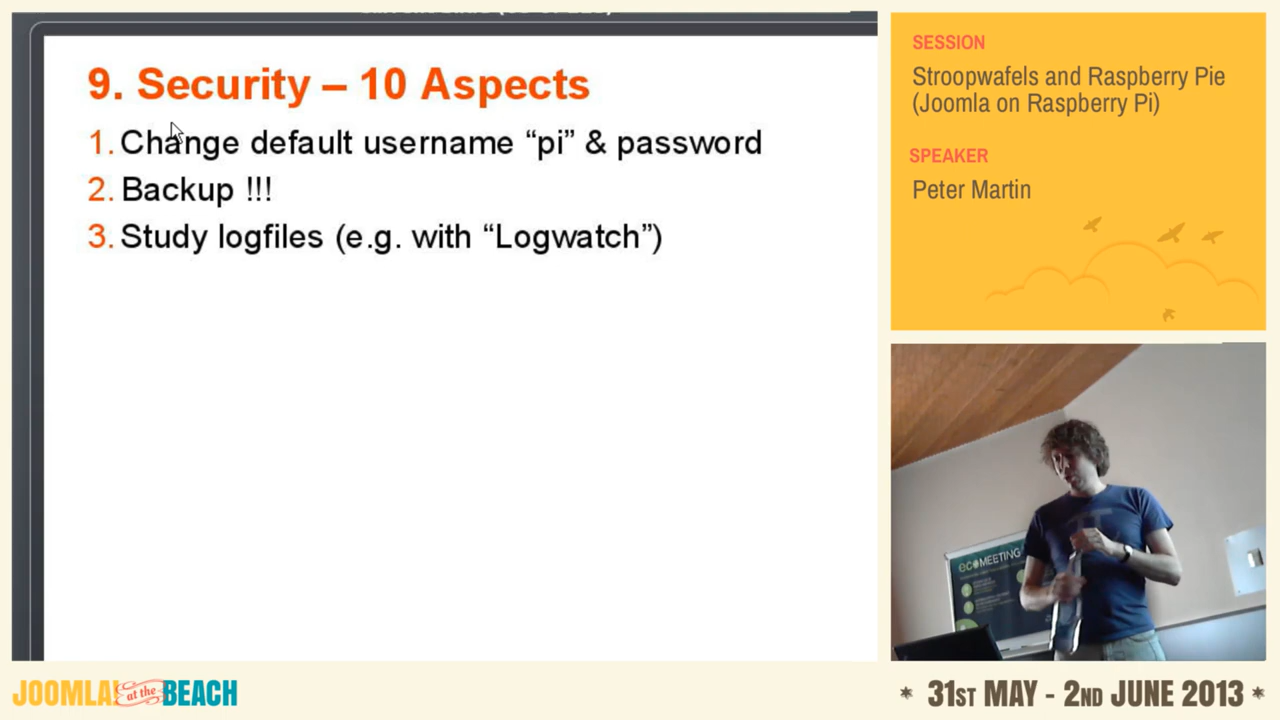 9. Security – 10 Aspects
1. Change default username “pi” & password
2. Backup !!!
3. Study logfiles (e.g. with “Logwatch”)
SESSION
Stroopwafels and Raspberry Pie
(Joomla on Raspberry Pi)
SPEAKER
Peter Martin
ecoMEETING
JOOMLA! at the BEACH
* 31ST MAY - 2ND JUNE 2013 *